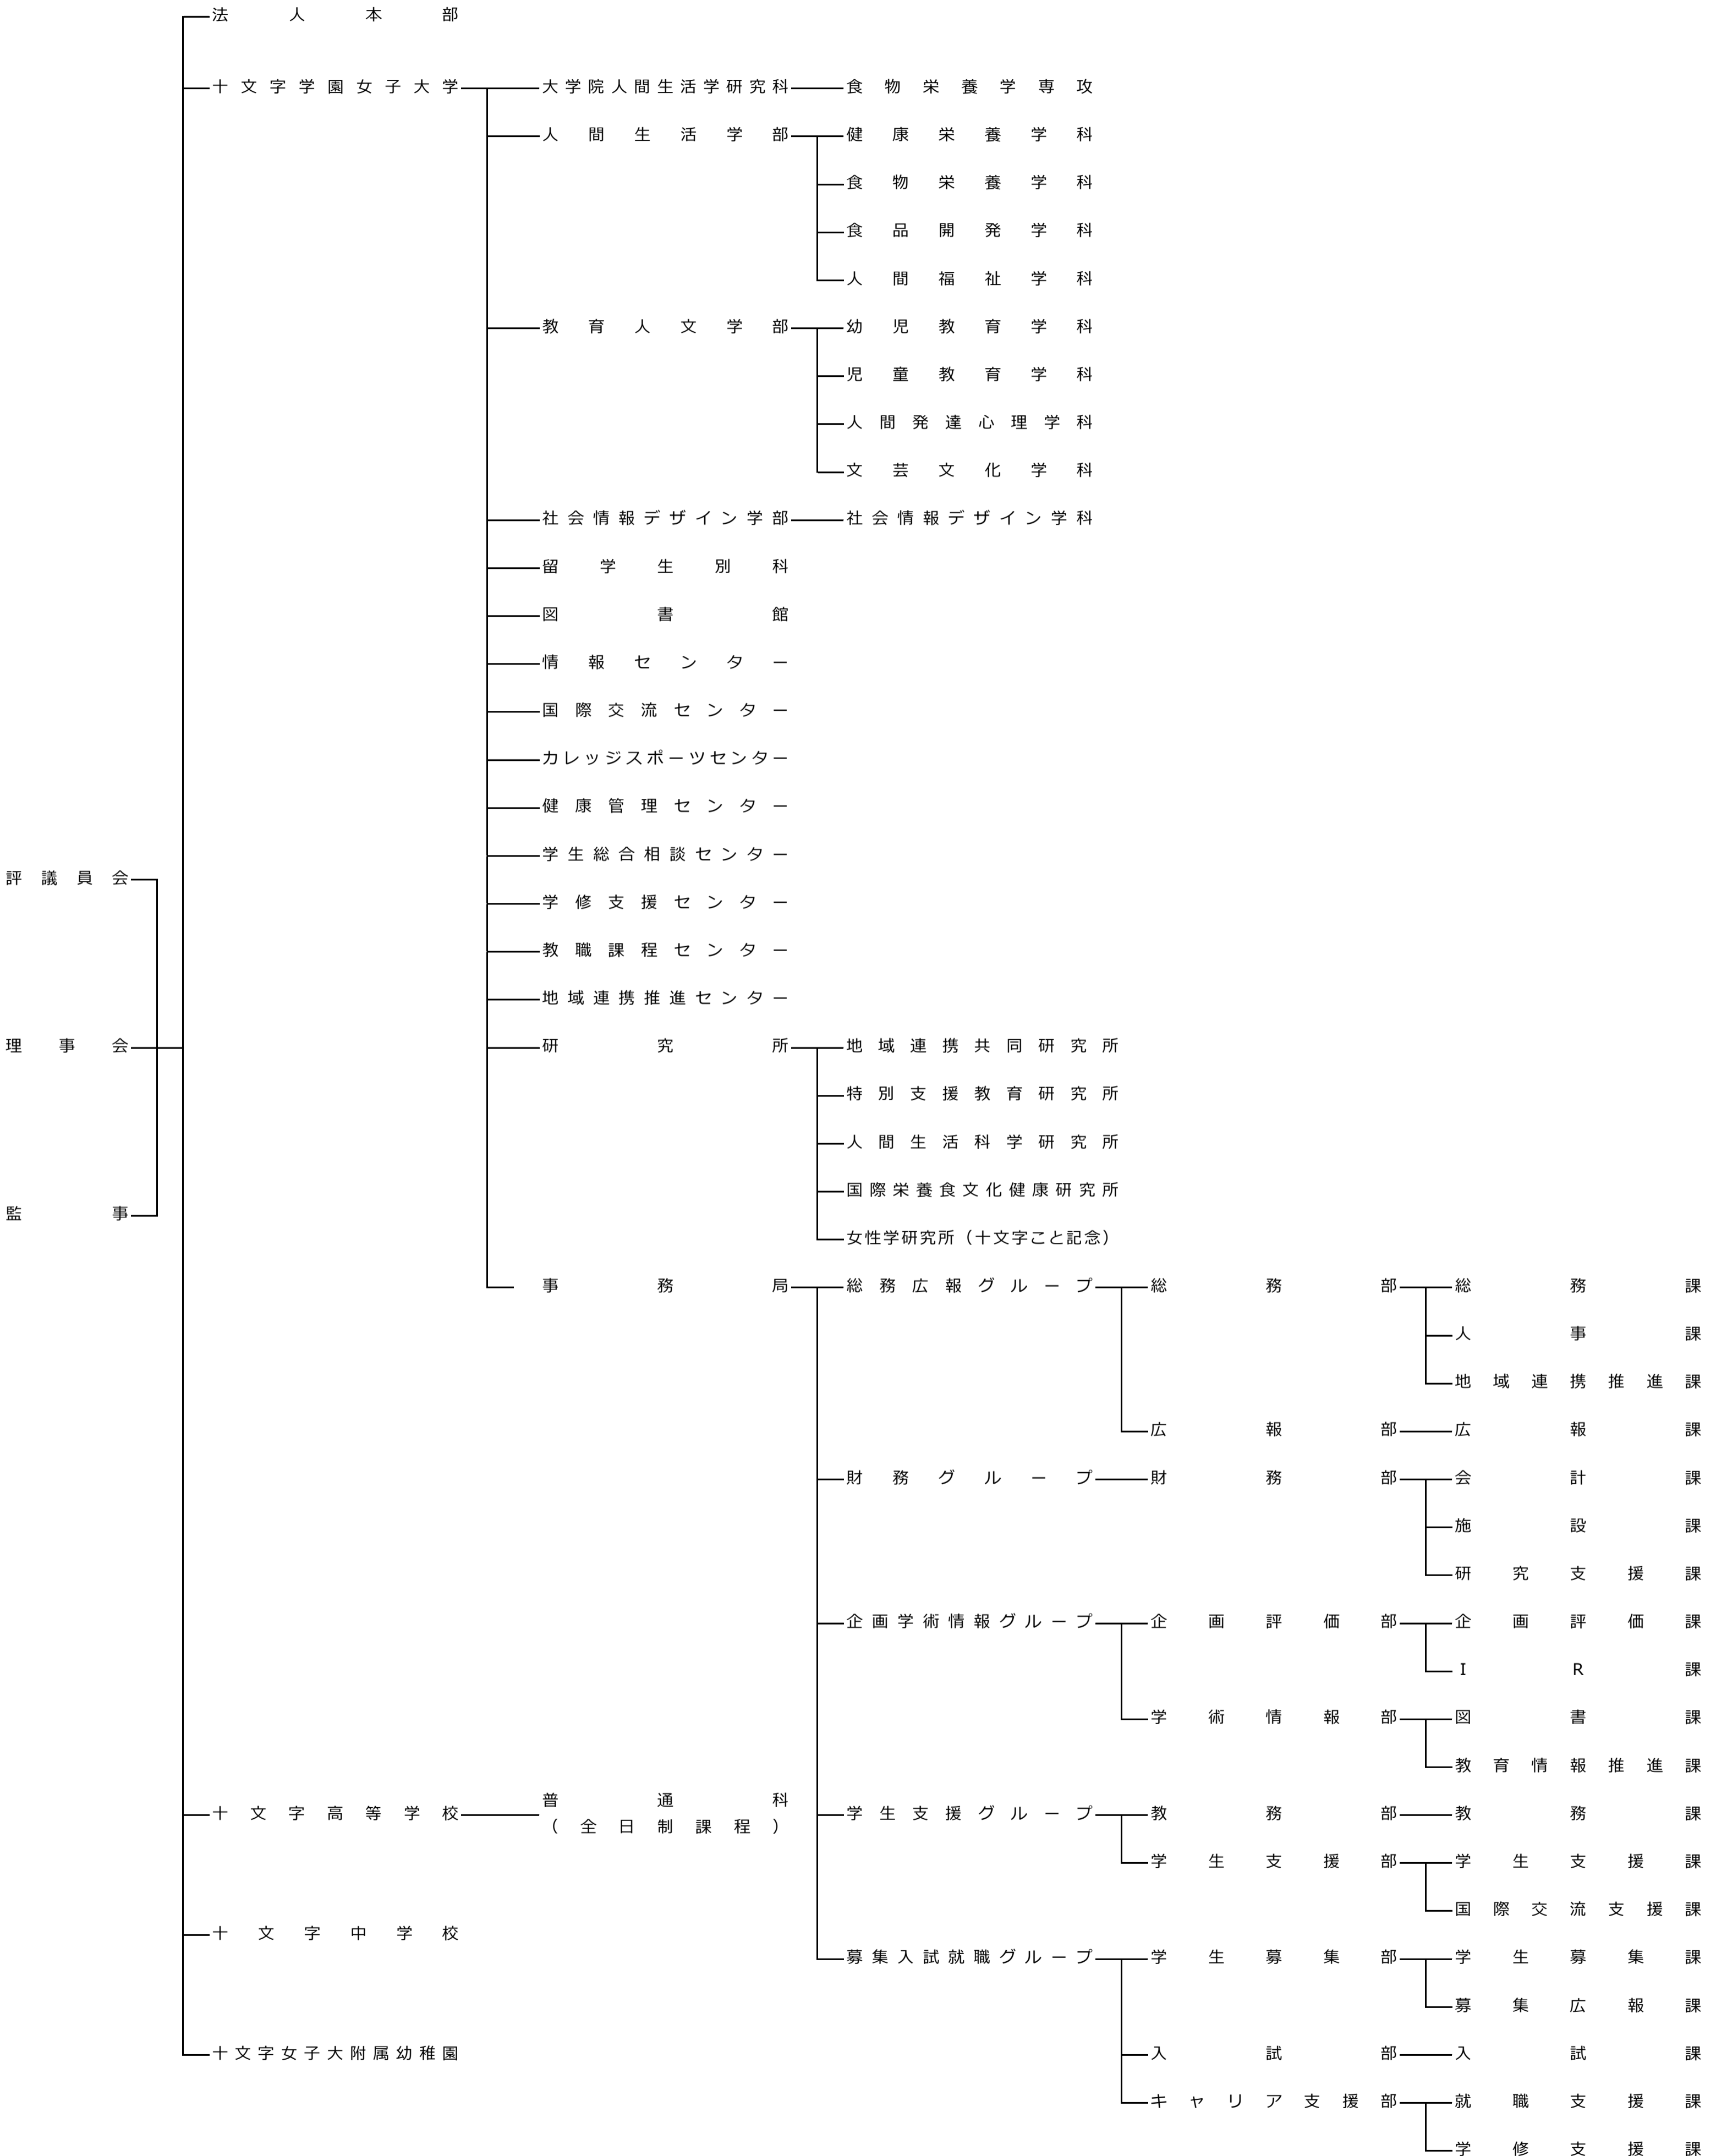 法人本部
十文字学園女子大学 大学院人間生活学研究科 食物栄養学専攻
人間生活学部 健康栄養学科
食物栄養学科
食品開発学科
人間福祉学科
教育人文学部 幼児教育学科
児童教育学科
人間発達心理学科
文芸文化学科
社会情報デザイン学部 社会情報デザイン学科
留学生別科
図書館
情報センター
国際交流センター
カレッジスポーツセンター
健康管理センター
学生総合相談センター
評議員会
学修支援センター
教職課程センター
地域連携推進センター
理事会 研究所 地域連携共同研究所
特別支援教育研究所
人間生活科学研究所
国際栄養食文化健康研究所
監事
女性学研究所（十文字こと記念）
事務局 総務広報グループ 総務部 総務課
人事課
地域連携推進課
広報部 広報課
財務グループ 財務部 会計課
施設課
研究支援課
企画学術情報グループ 企画評価部 企画評価課
IR課
学術情報部 図書課
教育情報推進課
十文字高等学校 普通科
（全日制課程）
学生支援グループ 教務部 教務課
学生支援部 学生支援課
国際交流支援課
十文字中学校
募集入試就職グループ 学生募集部 学生募集課
募集広報課
十文字女子大附属幼稚園 入試部 入試課
キャリア支援部 就職支援課
学修支援課